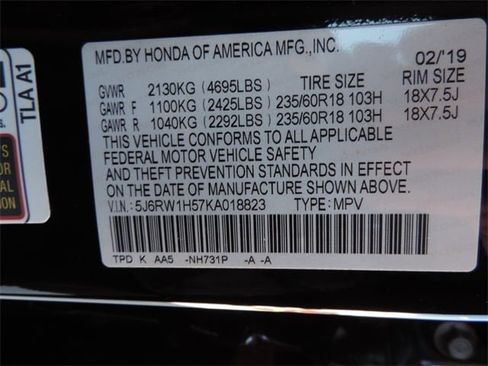 MFD.BY HONDA OF AMERICA MFG.,INC. 02/'19
GVWR 2130KG (4695LBS) TIRE SIZE RIM SIZE
GAWR F 1100KG (2425LBS) 235/60R18 103H 18X7.5J
GAWR R 1040KG (2292LBS) 235/60R18 103H 18X7.5J
THIS VEHICLE CONFORMS TO ALL APPLICABLE
FEDERAL MOTOR VEHICLE SAFETY
AND THEFT PREVENTION STANDARDS IN EFFECT
ON THE DATE OF MANUFACTURE SHOWN ABOVE.
V.I.N.: 5J6RW1H57KA018823 TYPE: MPV
TPD K AA5 -NH731P -A -A
TLA A1